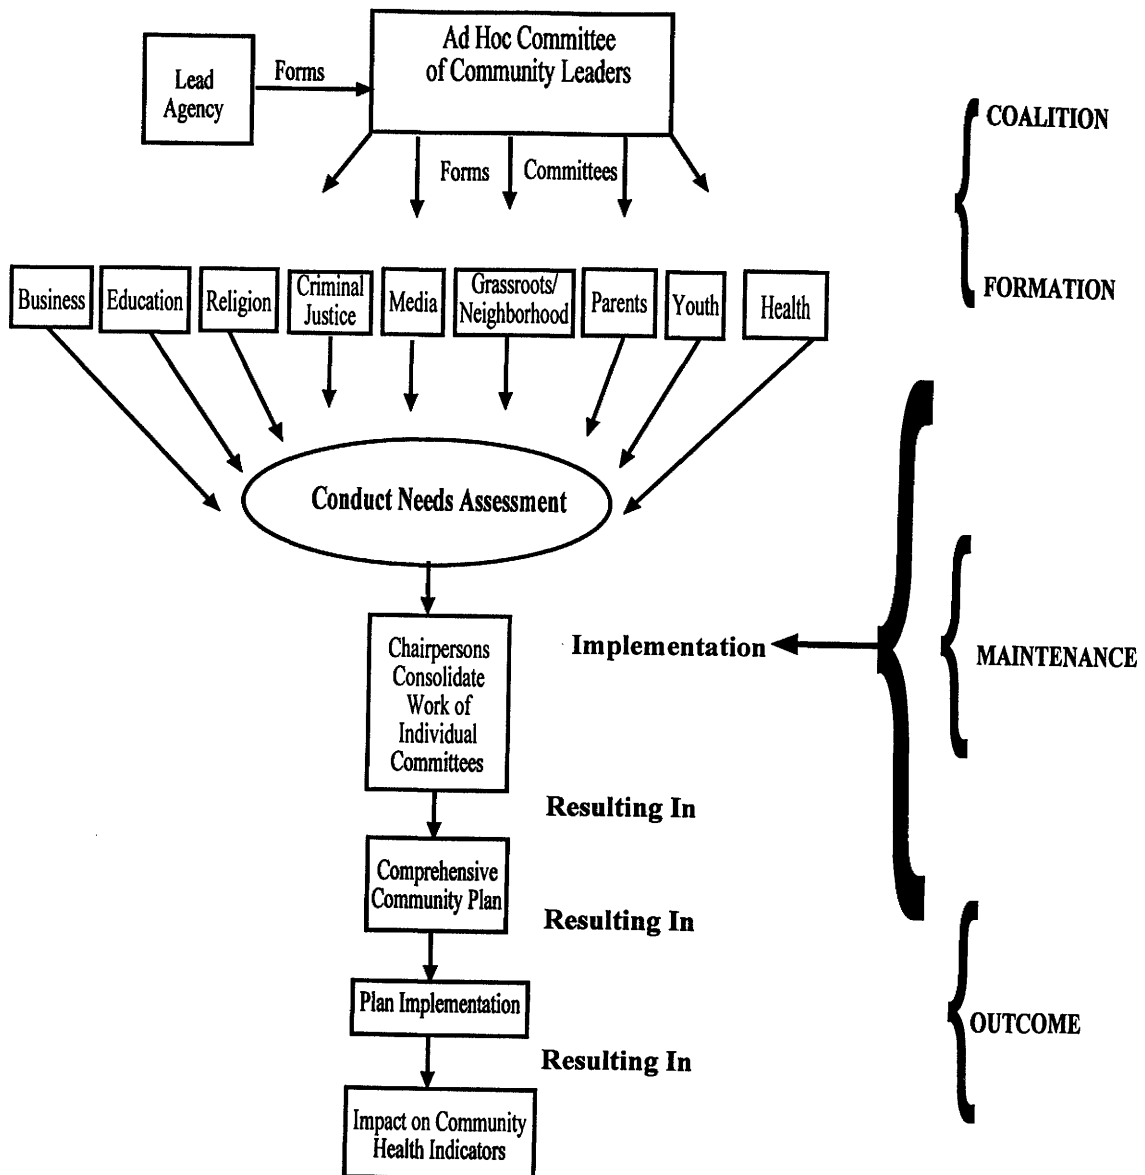 Ad Hoc Committee
of Community Leaders
Lead
Agency
Forms
Forms
Committees
COALITION
FORMATION
Business
Education
Religion
Criminal
Justice
Media
Grassroots/
Neighborhood
Parents
Youth
Health
Conduct Needs Assessment
Chairpersons
Consolidate
Work of
Individual
Committees
Implementation
MAINTENANCE
Resulting In
Comprehensive
Community Plan
Resulting In
Plan Implementation
OUTCOME
Resulting In
Impact on Community
Health Indicators